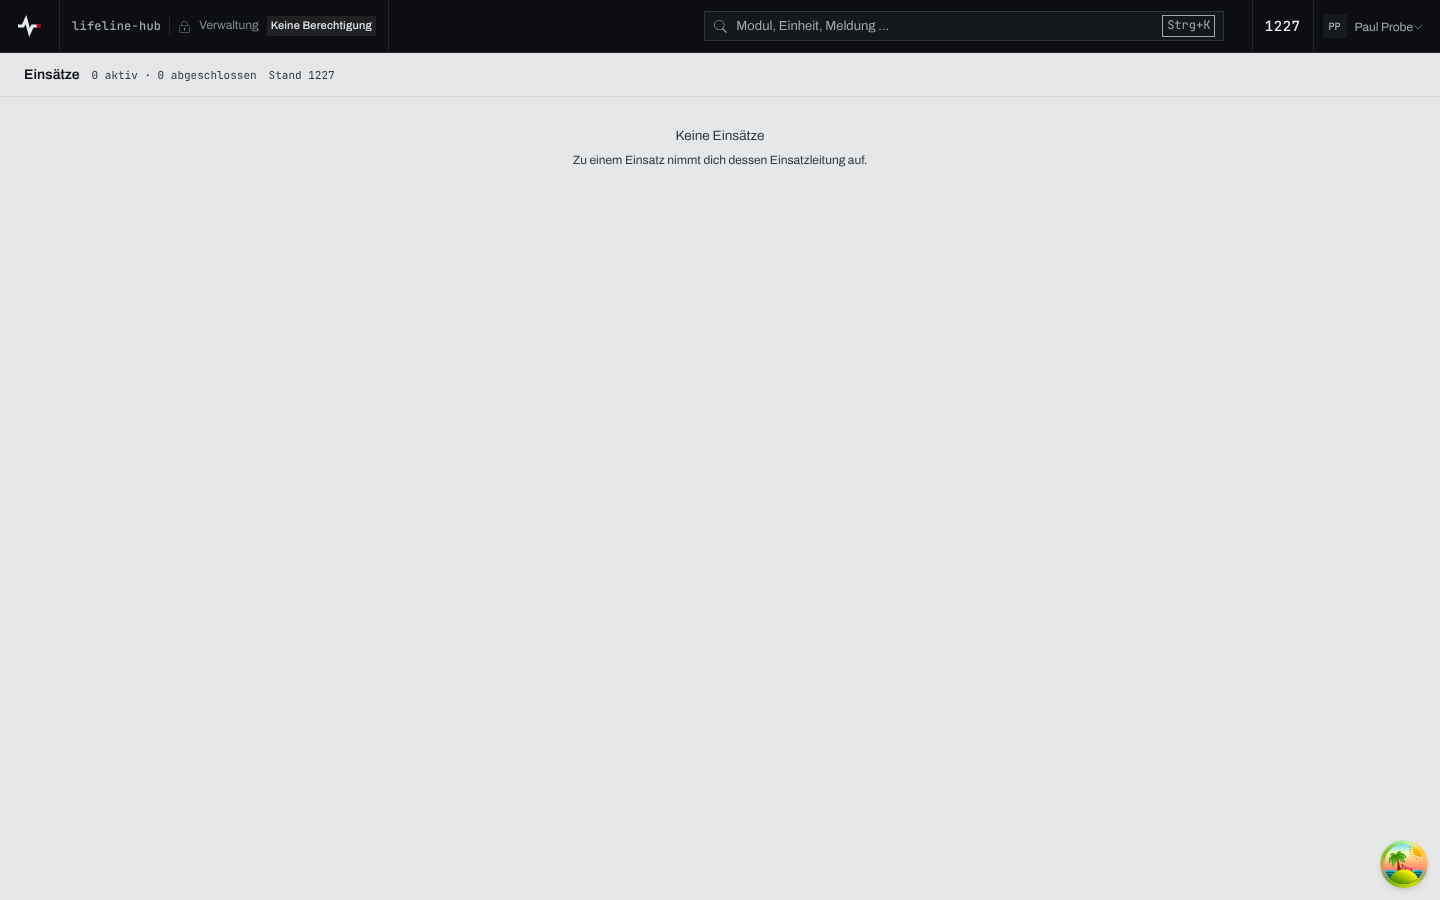 lifeline-hub Verwaltung Keine Berechtigung Modul, Einheit, Meldung ... Strg+K 1227 PP Paul Probe
Einsätze 0 aktiv · 0 abgeschlossen Stand 1227
Keine Einsätze
Zu einem Einsatz nimmt dich dessen Einsatzleitung auf.